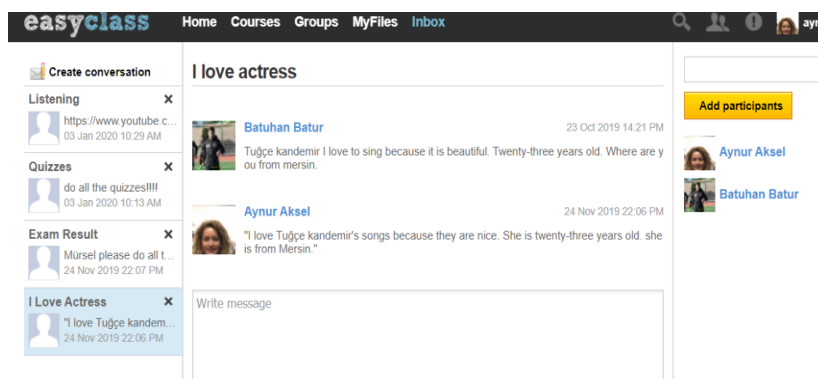 easyclass Home Courses Groups MyFiles Inbox
Create conversation
Listening
https://www.youtube.c...
03 Jan 2020 10:29 AM
Quizzes
do all the quizzes!!!!
03 Jan 2020 10:13 AM
Exam Result
Mürsel please do all t...
24 Nov 2019 22:07 PM
I Love Actress
"I love Tuğçe kandem...
24 Nov 2019 22:06 PM
I love actress
Batuhan Batur 23 Oct 2019 14:21 PM
Tuğçe kandemir I love to sing because it is beautiful. Twenty-three years old. Where are y
ou from mersin.
Aynur Aksel 24 Nov 2019 22:06 PM
"I love Tuğçe kandemir's songs because they are nice. She is twenty-three years old. she
is from Mersin."
Write message
Add participants
Aynur Aksel
Batuhan Batur